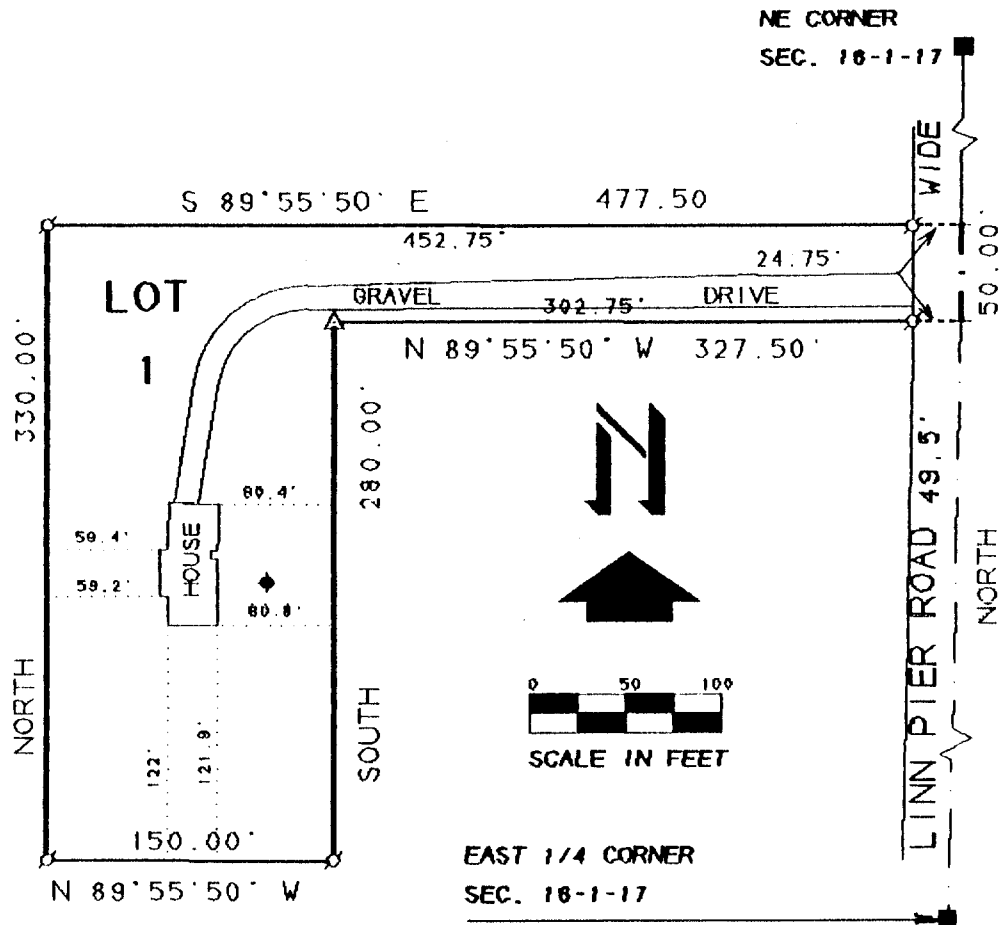 NE CORNER
SEC. 16-1-17
WIDE
S 89°55'50" E 477.50
452.75'
24.75'
50.00'
LOT
1
GRAVEL DRIVE
302.75'
N 89°55'50" W 327.50'
330.00'
280.00'
80.4'
59.4'
HOUSE
59.2'
80.8'
N
LINN PIER ROAD 49.5'
NORTH
NORTH
SOUTH
0 50 100
SCALE IN FEET
122'
121.9'
150.00'
N 89°55'50" W
EAST 1/4 CORNER
SEC. 16-1-17